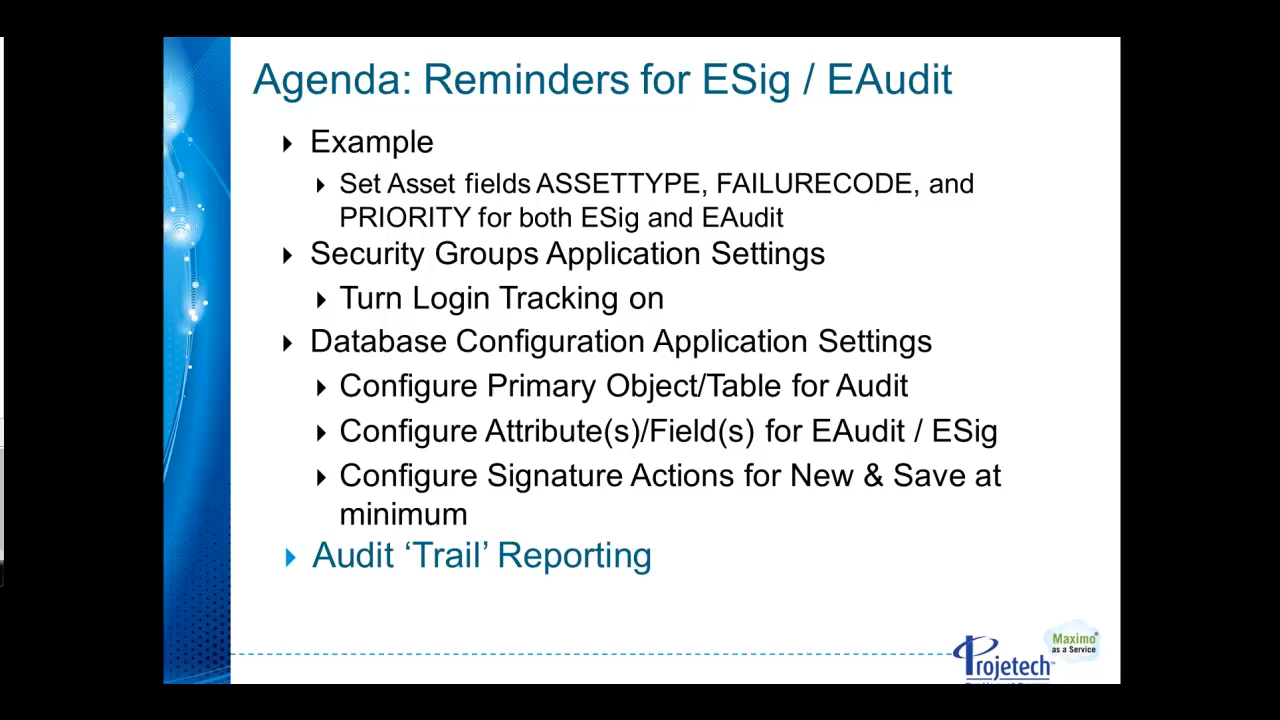 Agenda: Reminders for ESig / EAudit
Example
Set Asset fields ASSETTYPE, FAILURECODE, and
PRIORITY for both ESig and EAudit
Security Groups Application Settings
Turn Login Tracking on
Database Configuration Application Settings
Configure Primary Object/Table for Audit
Configure Attribute(s)/Field(s) for EAudit / ESig
Configure Signature Actions for New & Save at
minimum
Audit ‘Trail’ Reporting
Projetech™
Maximo®
as a Service